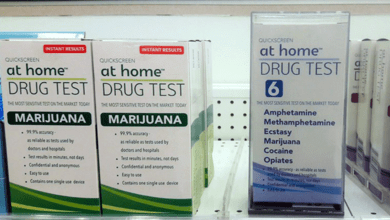 INSTANT RESULTS
QUICKSCREEN
at home™
DRUG TEST
THE MOST SENSITIVE TEST ON THE MARKET TODAY
MARIJUANA
• 99.9% accuracy
as reliable as tests used by
doctors and hospitals
• Test results in minutes, not days
• Confidential and anonymous
• Easy to use
• Contains one single use device
INSTANT RESULTS
QUICKSCREEN
at home™
DRUG TEST
THE MOST SENSITIVE TEST ON THE MARKET TODAY
MARIJUANA
• 99.9% accuracy
as reliable as tests used by
doctors and hospitals
• Test results in minutes, not days
• Confidential and anonymous
• Easy to use
• Contains one single use device
QUICKSCREEN
at home™
DRUG TEST
THE MOST SENSITIVE TEST ON THE MARKET TODAY
6
Amphetamine
Methamphetamine
Ecstasy
Marijuana
Cocaine
Opiates